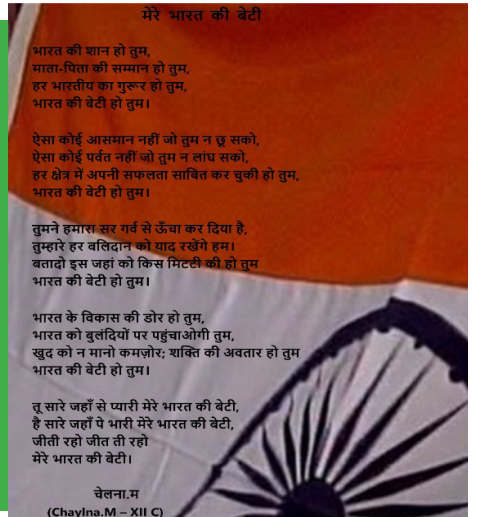 मेरे भारत की बेटी
भारत की शान हो तुम,
माता-पिता की सम्मान हो तुम,
हर भारतीय का गुरूर हो तुम,
भारत की बेटी हो तुम।
ऐसा कोई आसमान नहीं जो तुम न छू सको,
ऐसा कोई पर्वत नहीं जो तुम न लांघ सको,
हर क्षेत्र में अपनी सफलता साबित कर चुकी हो तुम,
भारत की बेटी हो तुम।
तुमने हमारा सर गर्व से ऊँचा कर दिया है,
तुम्हारे हर बलिदान को याद रखेंगे हम।
बतादो इस जहां को किस मिटटी की हो तुम
भारत की बेटी हो तुम।
भारत के विकास की डोर हो तुम,
भारत को बुलंदियों पर पहुंचाओगी तुम,
खुद को न मानो कमज़ोर; शक्ति की अवतार हो तुम
भारत की बेटी हो तुम।
तू सारे जहाँ से प्यारी मेरे भारत की बेटी,
है सारे जहाँ पे भारी मेरे भारत की बेटी,
जीती रहो जीत ती रहो
मेरे भारत की बेटी।
चेलना.म
(Chaylna.M – XII C)